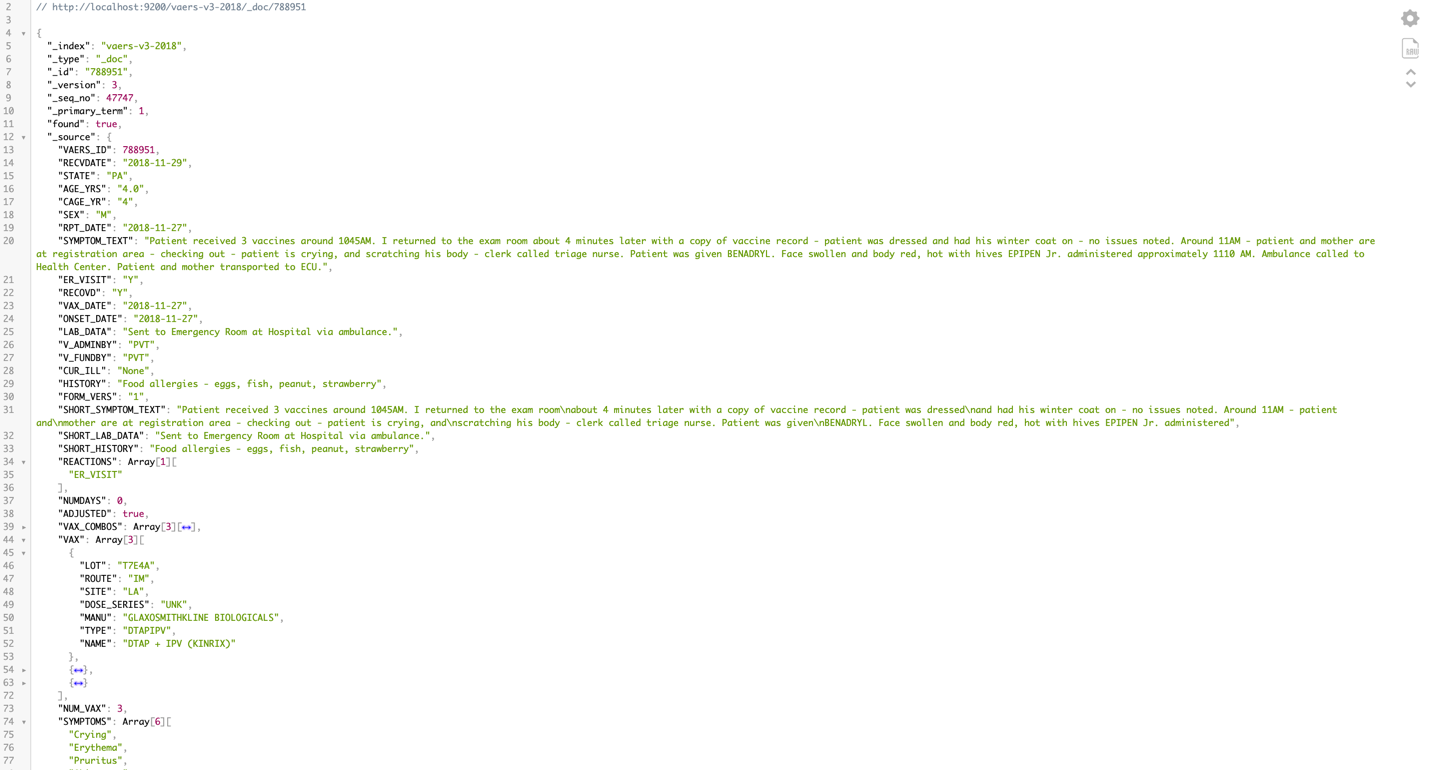 2 // http://localhost:9200/vaers-v3-2018/_doc/788951
3
4 {
5 "_index": "vaers-v3-2018",
6 "_type": "_doc",
7 "_id": "788951",
8 "_version": 3,
9 "_seq_no": 47747,
10 "_primary_term": 1,
11 "found": true,
12 "_source": {
13 "VAERS_ID": 788951,
14 "RECVDATE": "2018-11-29",
15 "STATE": "PA",
16 "AGE_YRS": "4.0",
17 "CAGE_YR": "4",
18 "SEX": "M",
19 "RPT_DATE": "2018-11-27",
20 "SYMPTOM_TEXT": "Patient received 3 vaccines around 1045AM. I returned to the exam room about 4 minutes later with a copy of vaccine record - patient was dressed and had his winter coat on - no issues noted. Around 11AM - patient and mother are
at registration area - checking out - patient is crying, and scratching his body - clerk called triage nurse. Patient was given BENADRYL. Face swollen and body red, hot with hives EPIPEN Jr. administered approximately 1110 AM. Ambulance called to
Health Center. Patient and mother transported to ECU.",
21 "ER_VISIT": "Y",
22 "RECOVD": "Y",
23 "VAX_DATE": "2018-11-27",
24 "ONSET_DATE": "2018-11-27",
25 "LAB_DATA": "Sent to Emergency Room at Hospital via ambulance.",
26 "V_ADMINBY": "PVT",
27 "V_FUNDBY": "PVT",
28 "CUR_ILL": "None",
29 "HISTORY": "Food allergies - eggs, fish, peanut, strawberry",
30 "FORM_VERS": "1",
31 "SHORT_SYMPTOM_TEXT": "Patient received 3 vaccines around 1045AM. I returned to the exam room\nabout 4 minutes later with a copy of vaccine record - patient was dressed\nand had his winter coat on - no issues noted. Around 11AM - patient
and\nmother are at registration area - checking out - patient is crying, and\nscratching his body - clerk called triage nurse. Patient was given\nBENADRYL. Face swollen and body red, hot with hives EPIPEN Jr. administered",
32 "SHORT_LAB_DATA": "Sent to Emergency Room at Hospital via ambulance.",
33 "SHORT_HISTORY": "Food allergies - eggs, fish, peanut, strawberry",
34 "REACTIONS": Array[1][
35 "ER_VISIT"
36 ],
37 "NUMDAYS": 0,
38 "ADJUSTED": true,
39 "VAX_COMBOS": Array[3][↔],
44 "VAX": Array[3][
45 {
46 "LOT": "T7E4A",
47 "ROUTE": "IM",
48 "SITE": "LA",
49 "DOSE_SERIES": "UNK",
50 "MANU": "GLAXOSMITHKLINE BIOLOGICALS",
51 "TYPE": "DTAPIPV",
52 "NAME": "DTAP + IPV (KINRIX)"
53 },
54 {↔},
63 {↔}
72 ],
73 "NUM_VAX": 3,
74 "SYMPTOMS": Array[6][
75 "Crying",
76 "Erythema",
77 "Pruritus",
RAW